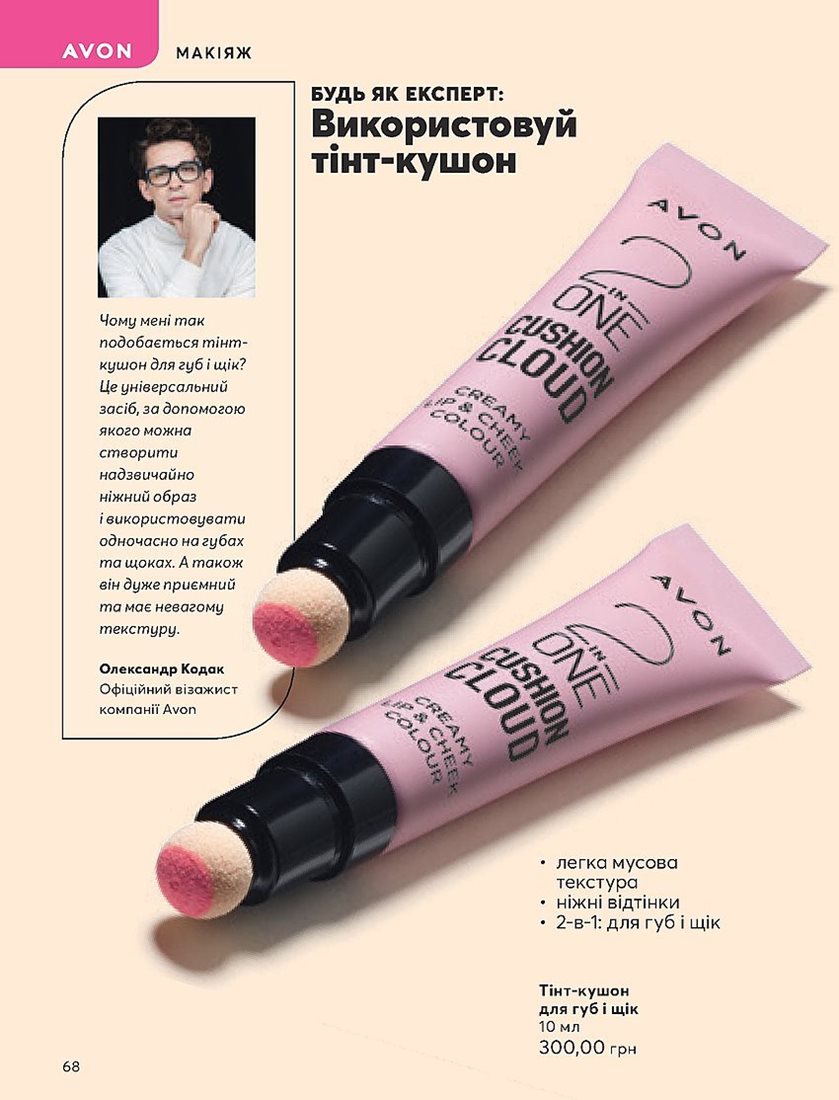 AVON
МАКІЯЖ
БУДЬ ЯК ЕКСПЕРТ:
Використовуй
тінт-кушон
Чому мені так
подобається тінт-
кушон для губ і щік?
Це універсальний
засіб, за допомогою
якого можна
створити
надзвичайно
ніжний образ
і використовувати
одночасно на губах
та щоках. А також
він дуже приємний
та має невагому
текстуру.
Олександр Кодак
Офіційний візажист
компанії Avon
AVON
2
IN
ONE
CUSHION
CLOUD
CREAMY
LIP & CHEEK
COLOUR
AVON
2
IN
ONE
CUSHION
CLOUD
CREAMY
LIP & CHEEK
COLOUR
• легка мусова
текстура
• ніжні відтінки
• 2-в-1: для губ і щік
Тінт-кушон
для губ і щік
10 мл
300,00 грн
68